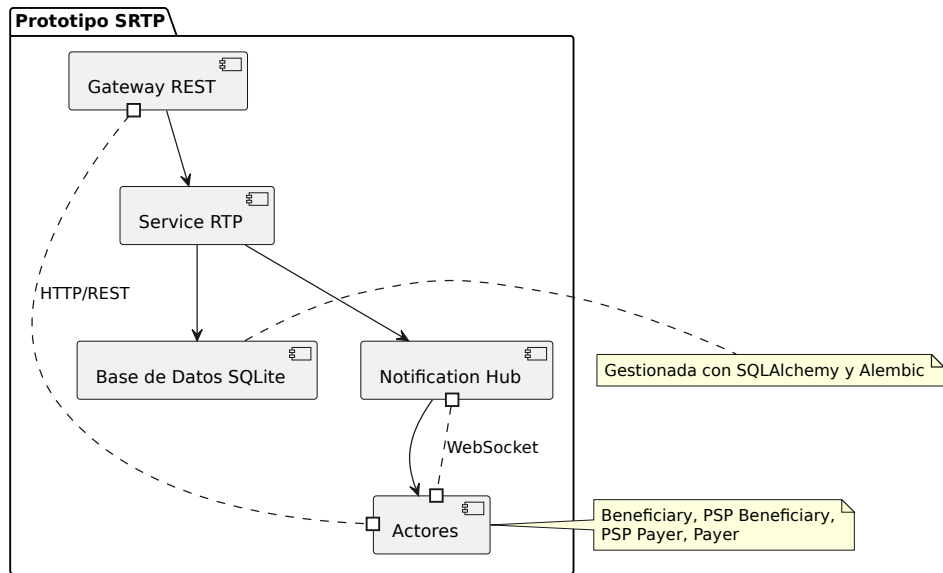 Prototipo SRTP
Gateway REST
Service RTP
HTTP/REST
Base de Datos SQLite
Notification Hub
Gestionada con SQLAlchemy y Alembic
WebSocket
Actores
Beneficiary, PSP Beneficiary,
PSP Payer, Payer